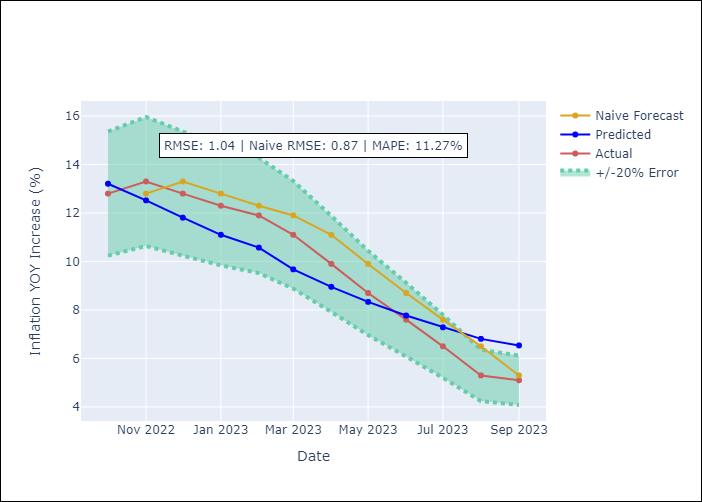 RMSE: 1.04 | Naive RMSE: 0.87 | MAPE: 11.27%
Naive Forecast
Predicted
Actual
+/-20% Error
Inflation YOY Increase (%)
16
14
12
10
8
6
4
Nov 2022
Jan 2023
Mar 2023
May 2023
Jul 2023
Sep 2023
Date